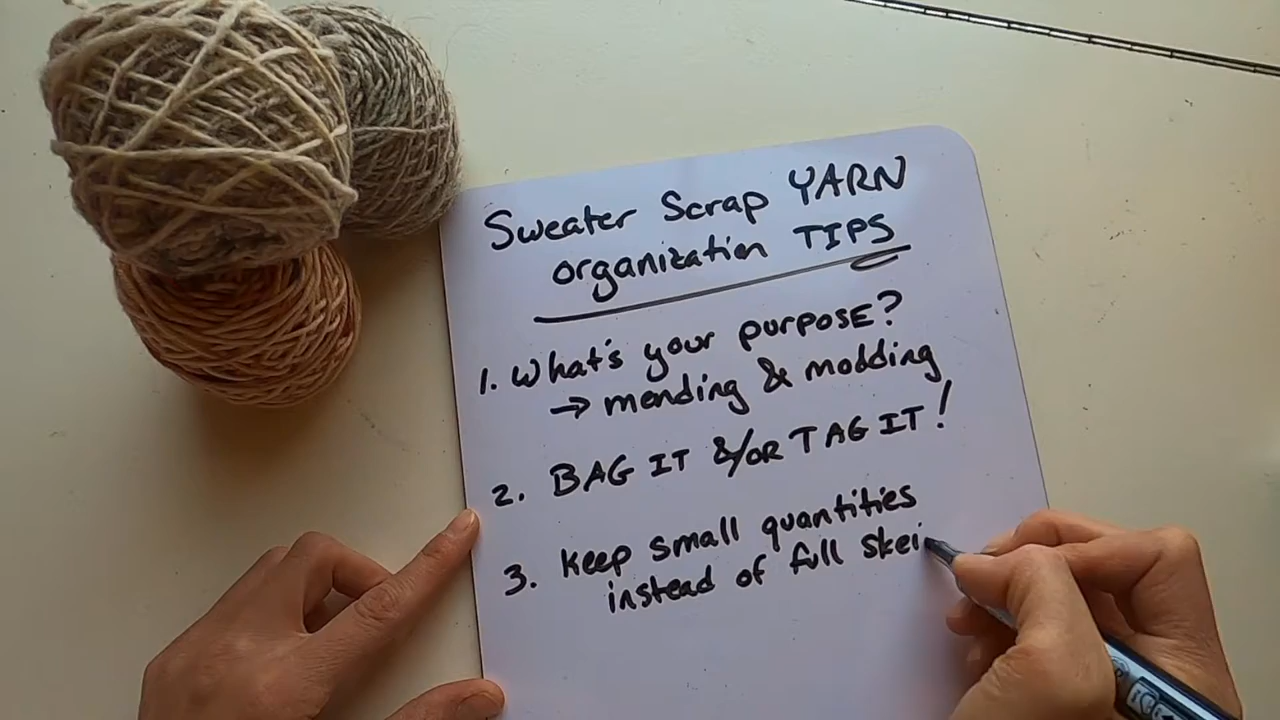 Sweater Scrap YARN
organization TIPS
1. What's your purpose?
→ mending & modding
2. BAG IT &/OR TAG IT!
3. Keep small quantities
instead of full skei